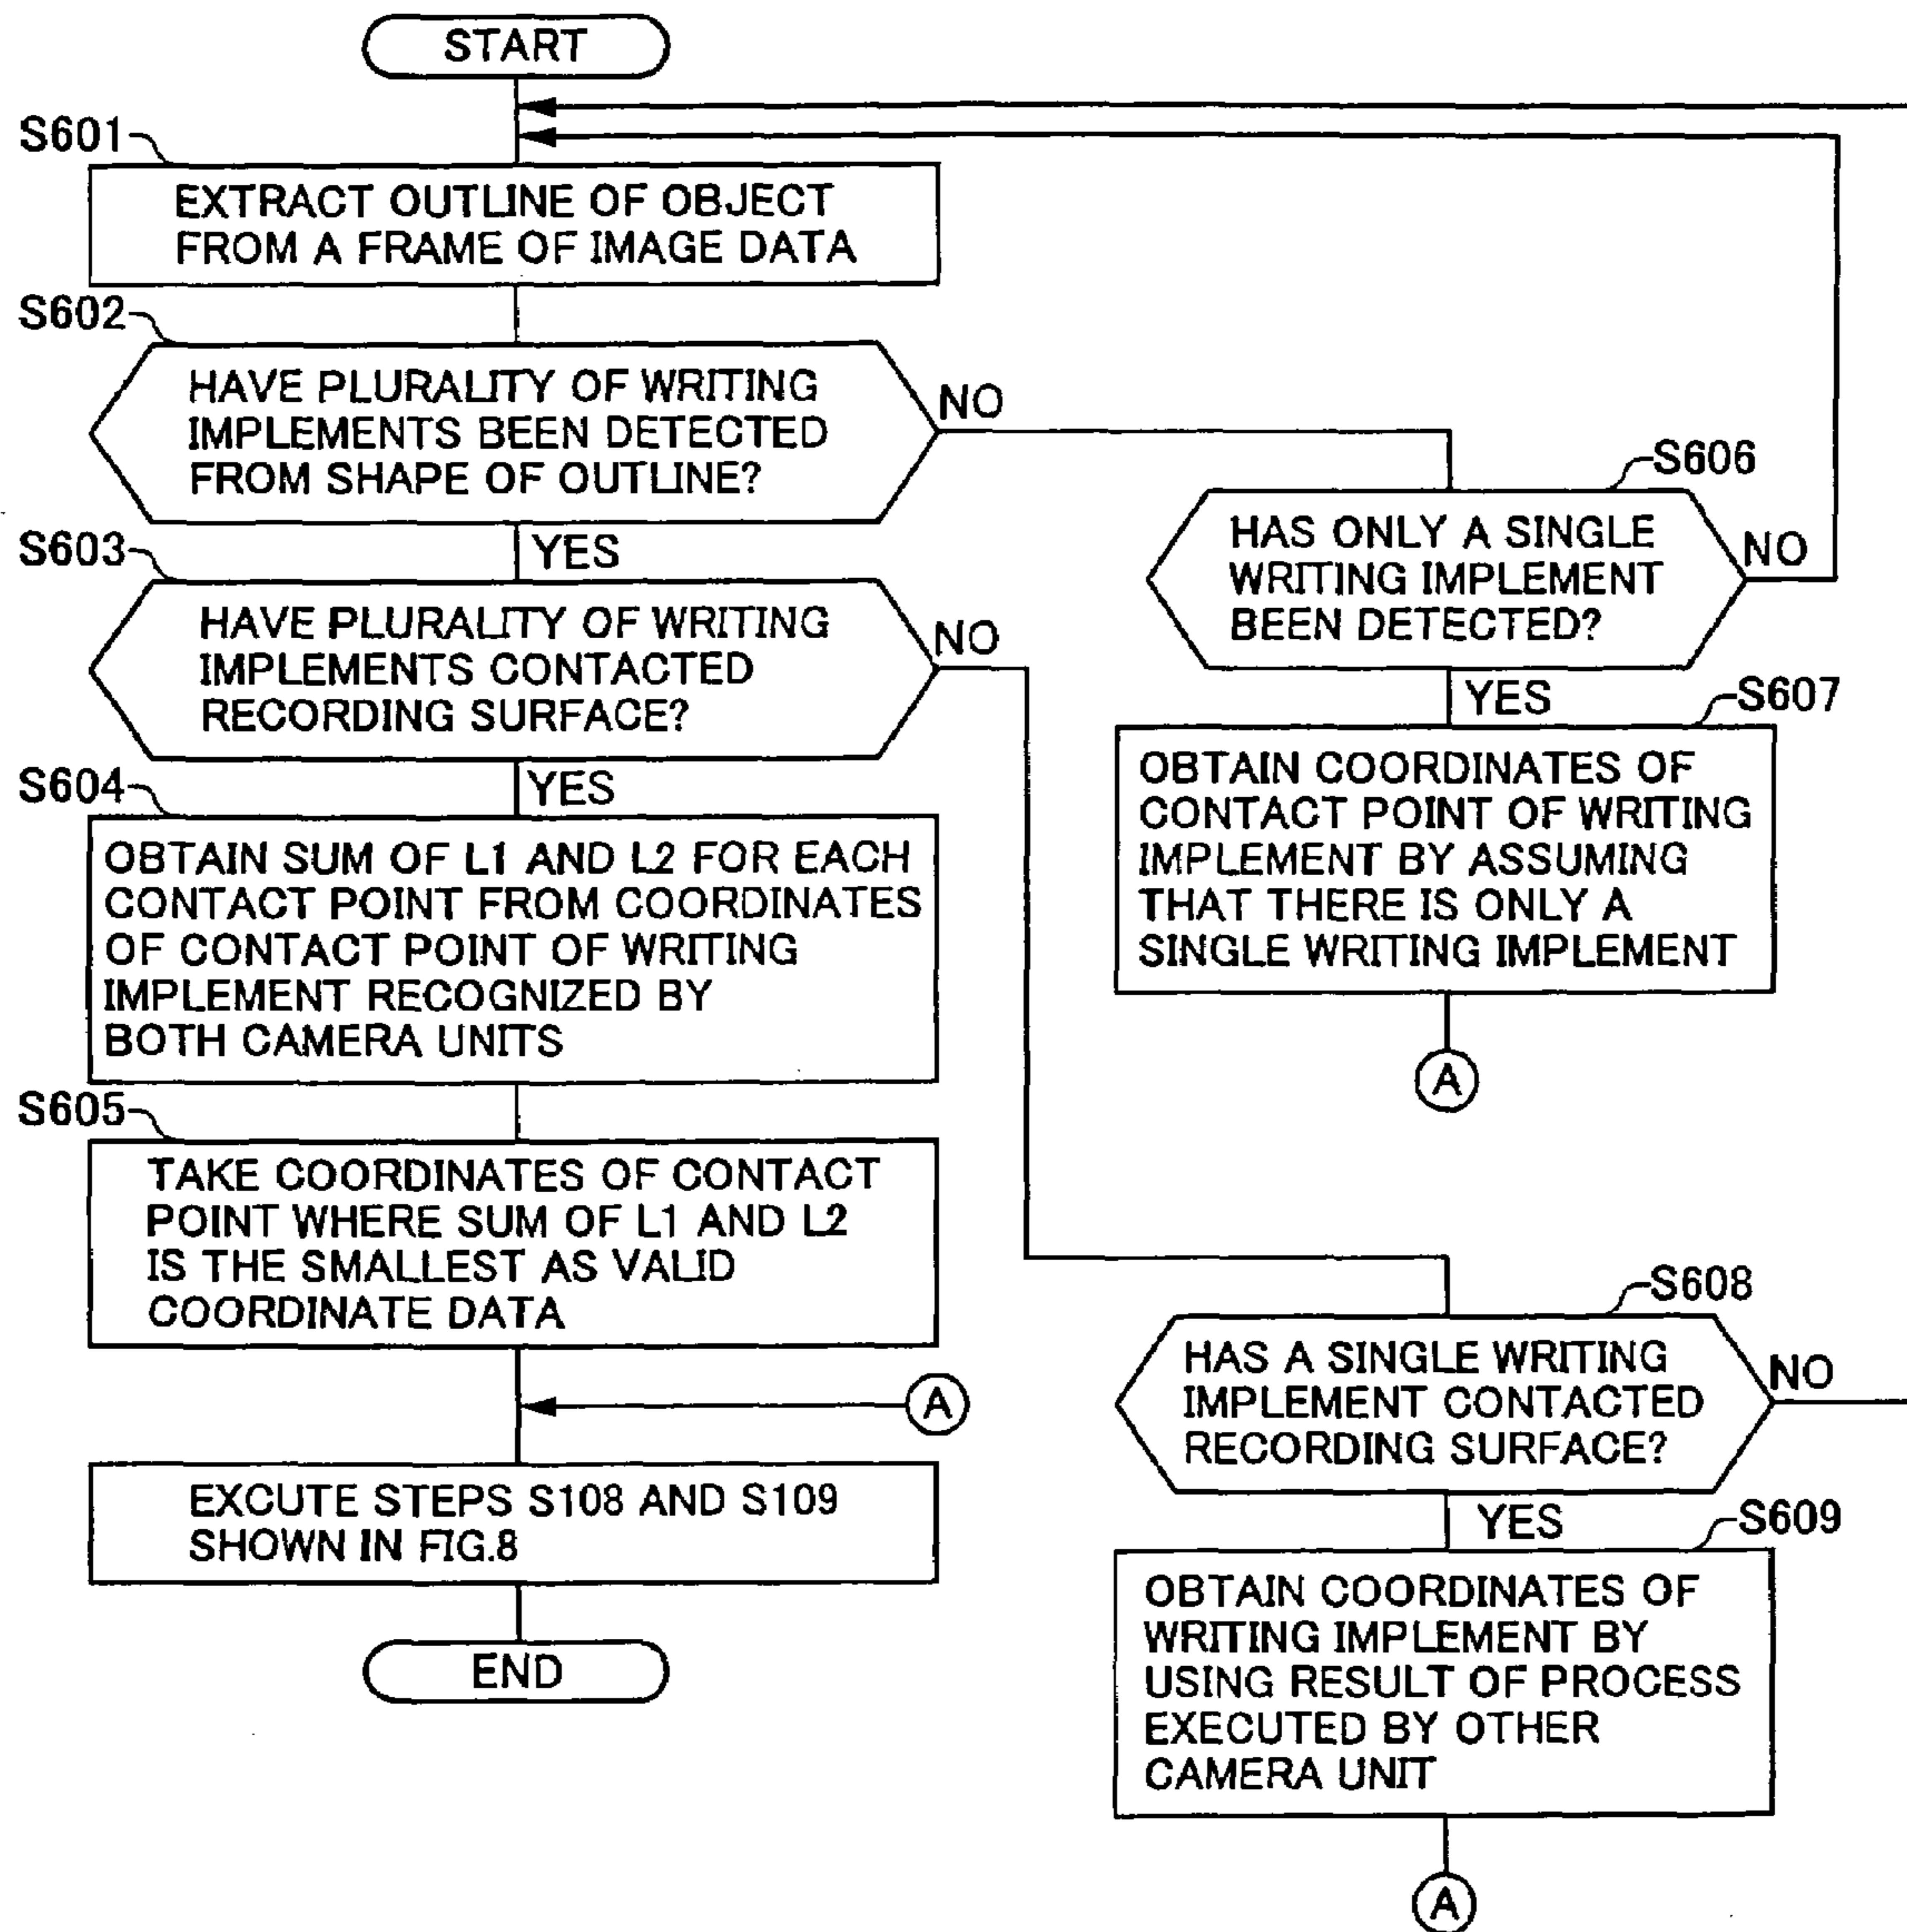 START
S601
EXTRACT OUTLINE OF OBJECT
FROM A FRAME OF IMAGE DATA
S602
HAVE PLURALITY OF WRITING
IMPLEMENTS BEEN DETECTED
FROM SHAPE OF OUTLINE?
NO
YES
S603
HAVE PLURALITY OF WRITING
IMPLEMENTS CONTACTED
RECORDING SURFACE?
NO
YES
S604
OBTAIN SUM OF L1 AND L2 FOR EACH
CONTACT POINT FROM COORDINATES
OF CONTACT POINT OF WRITING
IMPLEMENT RECOGNIZED BY
BOTH CAMERA UNITS
S605
TAKE COORDINATES OF CONTACT
POINT WHERE SUM OF L1 AND L2
IS THE SMALLEST AS VALID
COORDINATE DATA
A
EXCUTE STEPS S108 AND S109
SHOWN IN FIG.8
END
S606
HAS ONLY A SINGLE
WRITING IMPLEMENT
BEEN DETECTED?
NO
YES
S607
OBTAIN COORDINATES OF
CONTACT POINT OF WRITING
IMPLEMENT BY ASSUMING
THAT THERE IS ONLY A
SINGLE WRITING IMPLEMENT
A
S608
HAS A SINGLE WRITING
IMPLEMENT CONTACTED
RECORDING SURFACE?
NO
YES
S609
OBTAIN COORDINATES OF
WRITING IMPLEMENT BY
USING RESULT OF PROCESS
EXECUTED BY OTHER
CAMERA UNIT
A